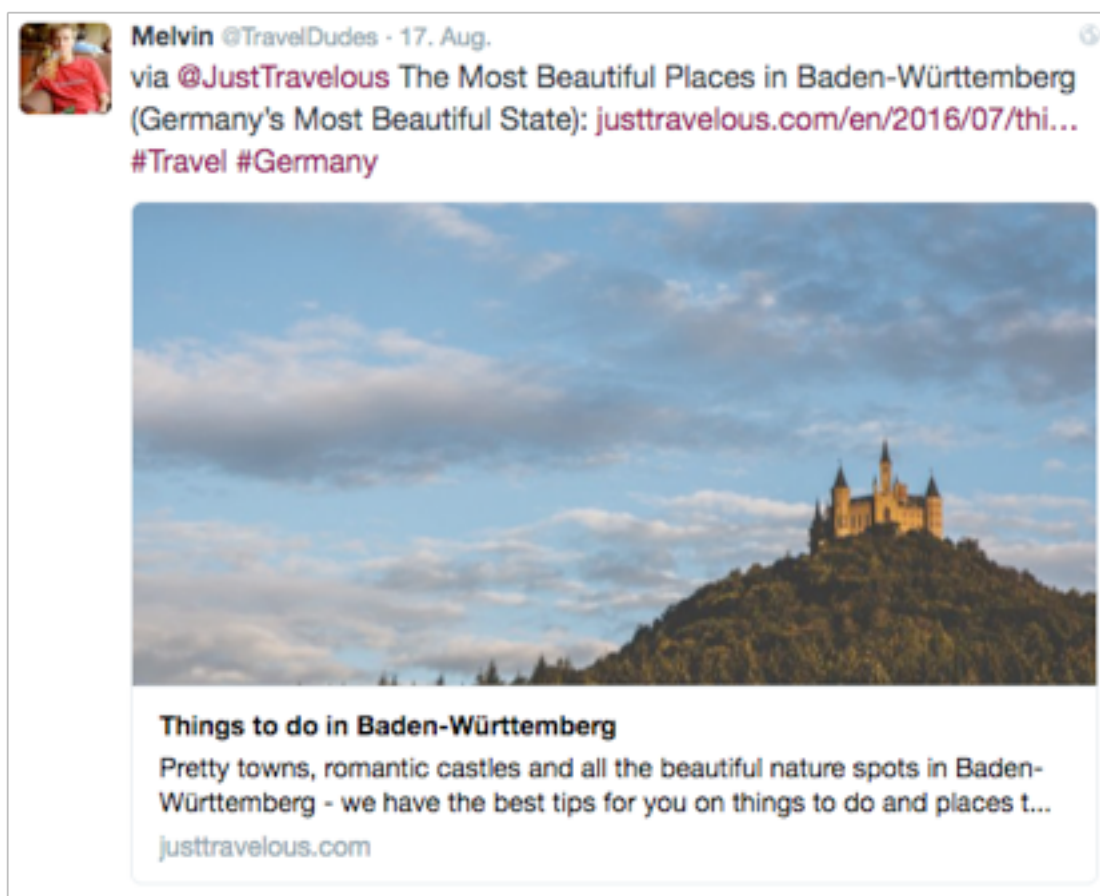 Melvin @TravelDudes · 17. Aug.
via @JustTravelous The Most Beautiful Places in Baden-Württemberg
(Germany's Most Beautiful State): justtravelous.com/en/2016/07/thi...
#Travel #Germany
Things to do in Baden-Württemberg
Pretty towns, romantic castles and all the beautiful nature spots in Baden-
Württemberg - we have the best tips for you on things to do and places t...
justtravelous.com